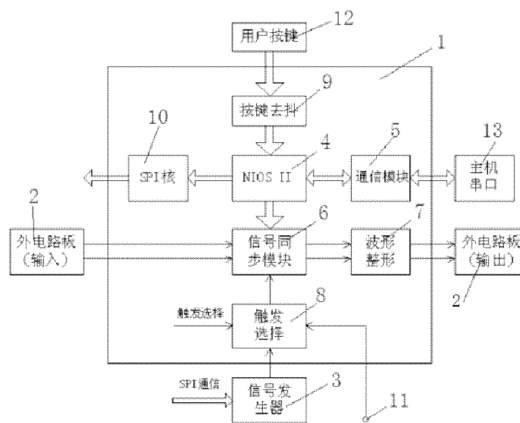 用户按键
12
1
按键去抖
9
10
SPI核
NIOS II
4
5
通信模块
13
主机
串口
2
外电路板
(输入)
6
信号同
步模块
7
波形
整形
外电路板
(输出)
2
触发选择
触发
选择
8
SPI通信
信号发
生器
3
11